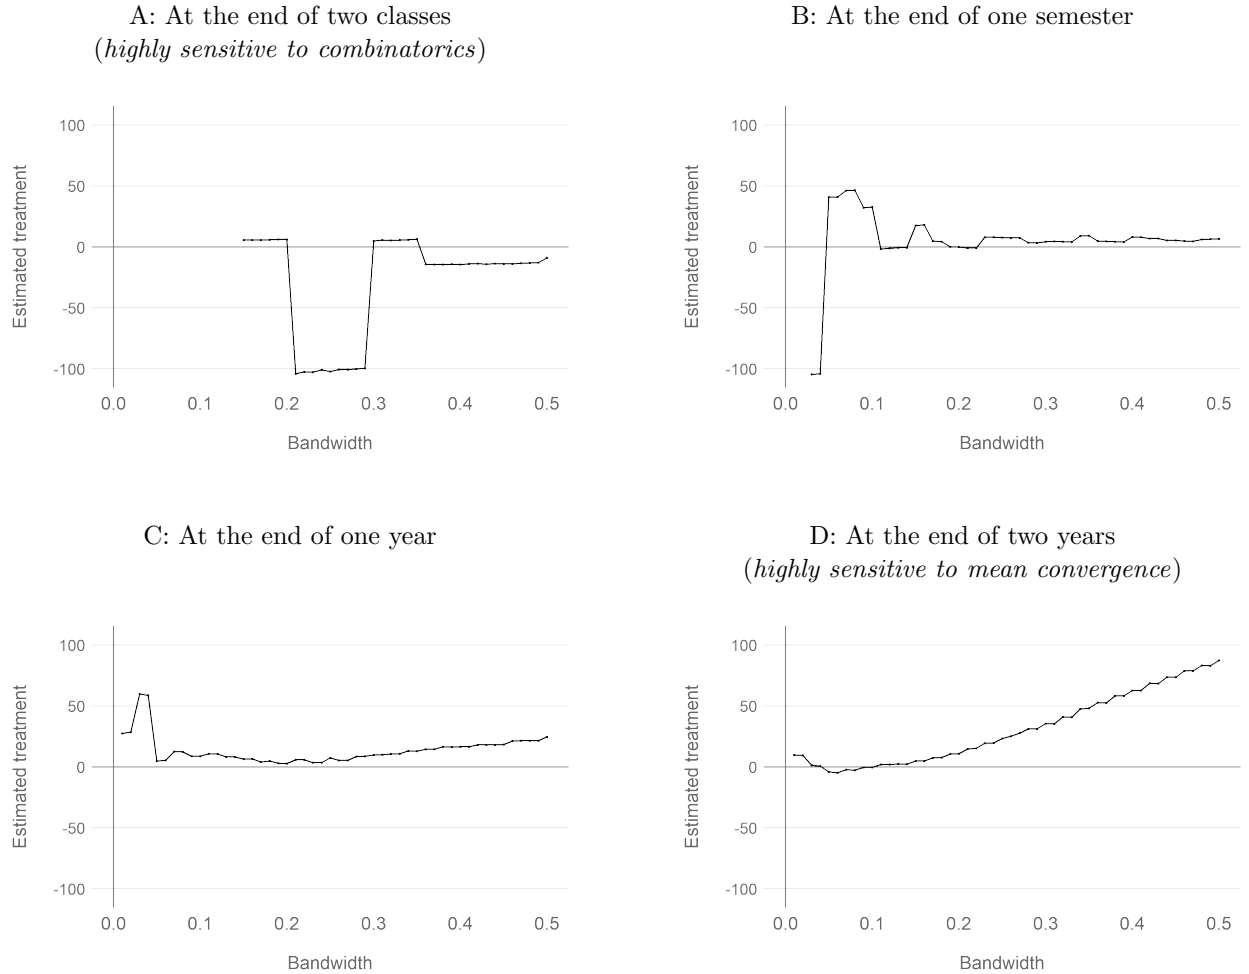 A: At the end of two classes
(highly sensitive to combinatorics)
100
50
0
-50
-100
Estimated treatment
0.0 0.1 0.2 0.3 0.4 0.5
Bandwidth
B: At the end of one semester
100
50
0
-50
-100
Estimated treatment
0.0 0.1 0.2 0.3 0.4 0.5
Bandwidth
C: At the end of one year
100
50
0
-50
-100
Estimated treatment
0.0 0.1 0.2 0.3 0.4 0.5
Bandwidth
D: At the end of two years
(highly sensitive to mean convergence)
100
50
0
-50
-100
Estimated treatment
0.0 0.1 0.2 0.3 0.4 0.5
Bandwidth